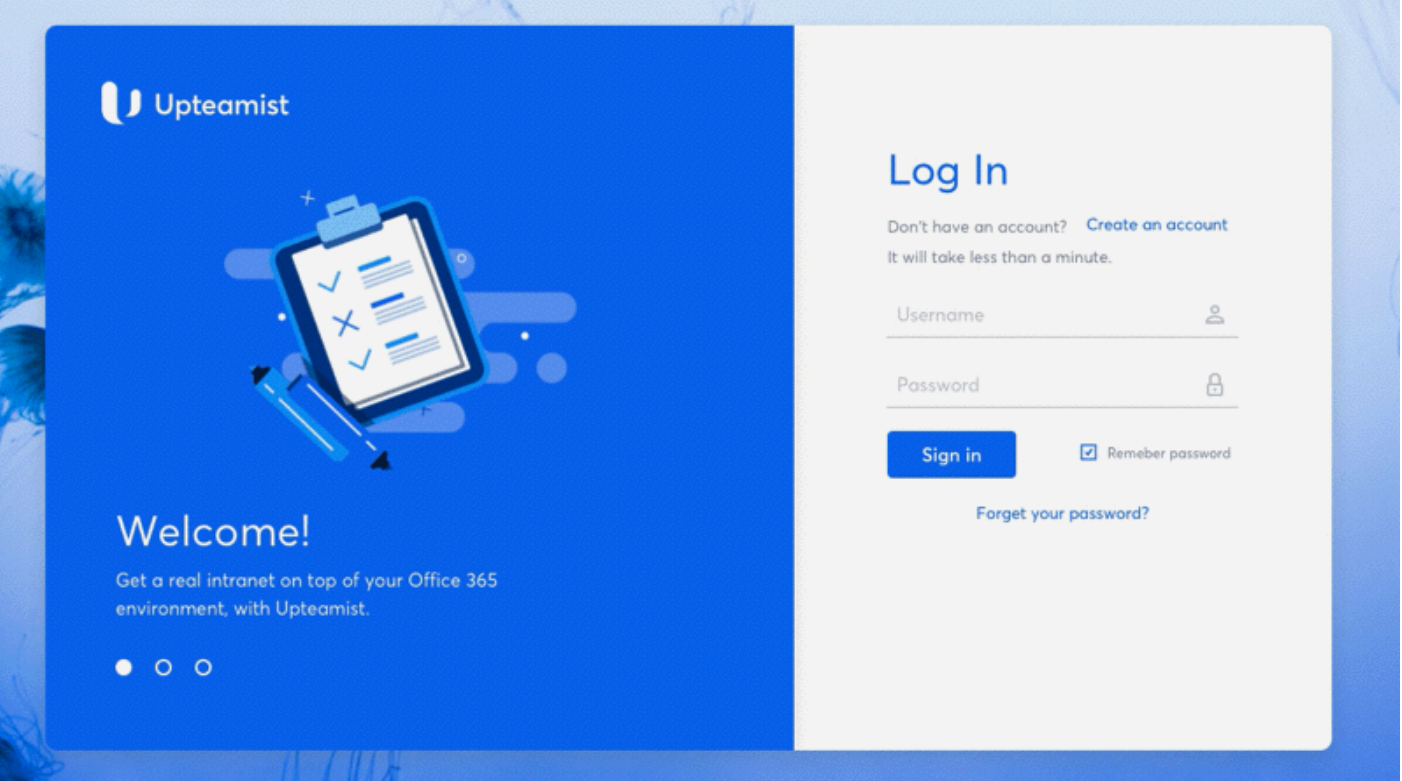 Upteamist
Welcome!
Get a real intranet on top of your Office 365
environment, with Upteamist.
Log In
Don't have an account? Create an account
It will take less than a minute.
Username
Password
Sign in
Remeber password
Forget your password?